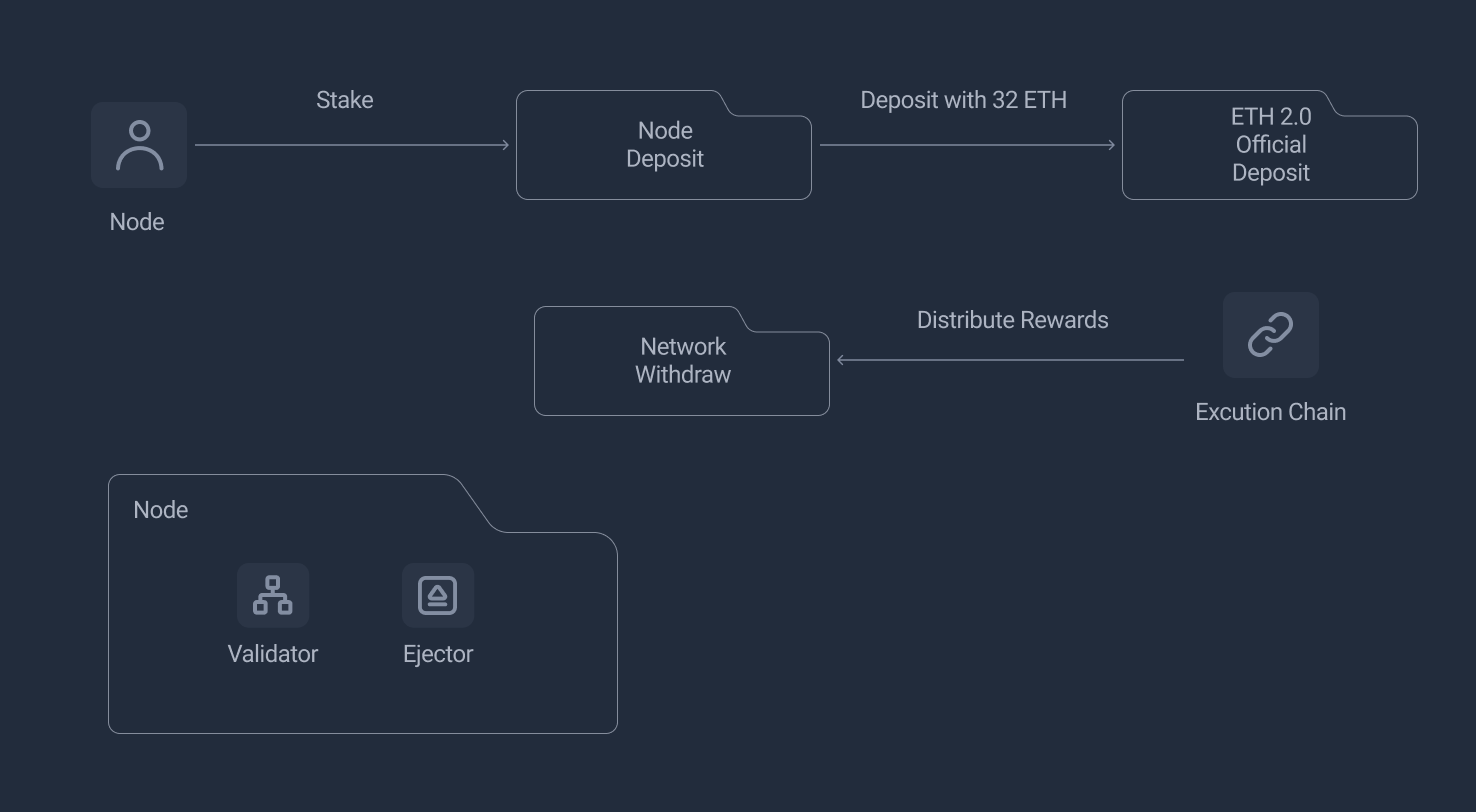 Stake
Deposit with 32 ETH
Node
Deposit
ETH 2.0
Official
Deposit
Node
Network
Withdraw
Distribute Rewards
Excution Chain
Node
Validator
Ejector